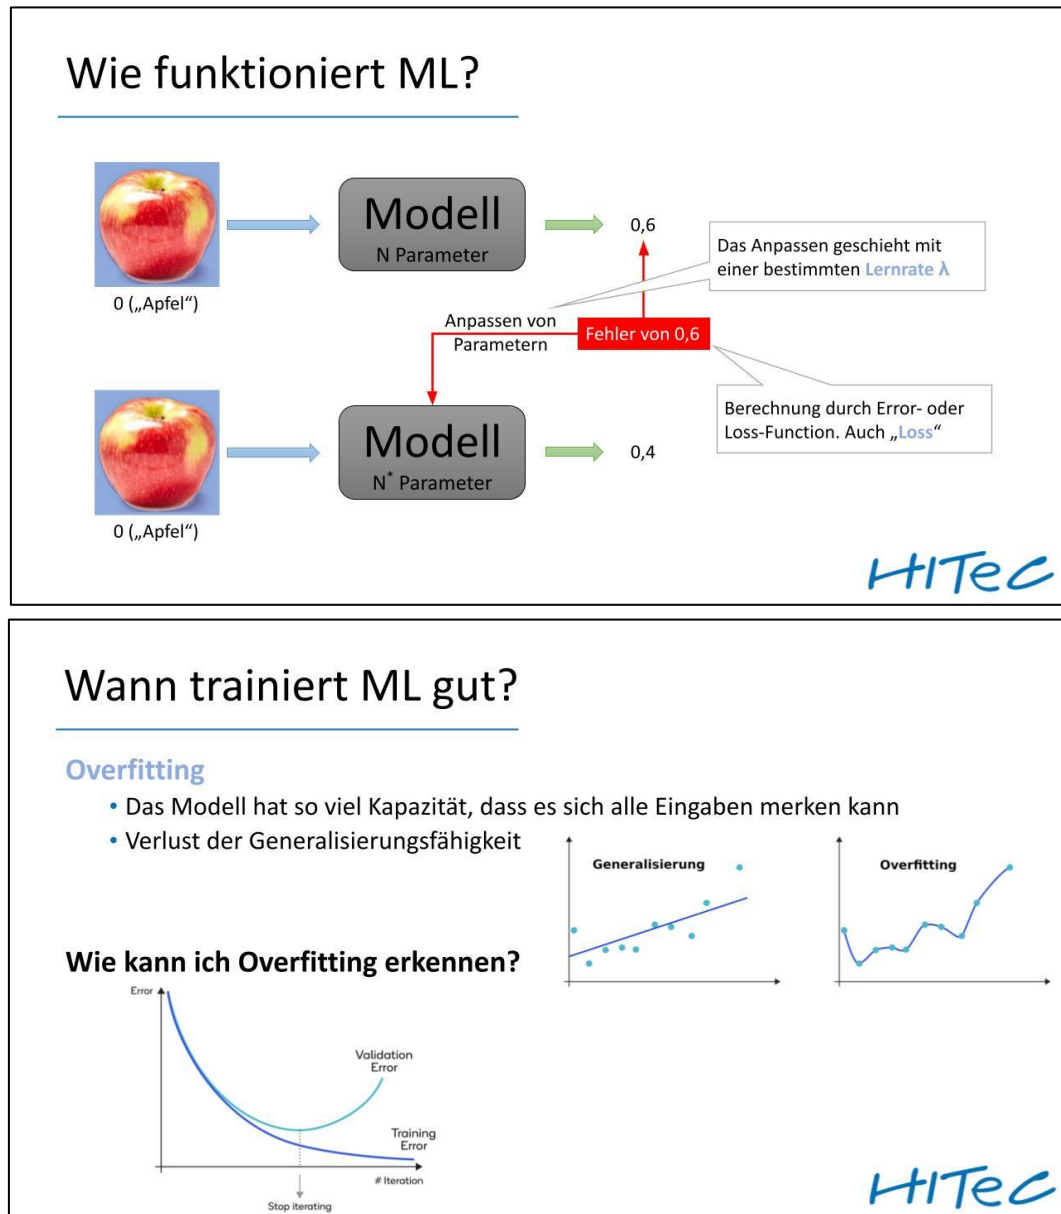 Wie funktioniert ML?
Modell
N Parameter
0,6
0 („Apfel“)
Das Anpassen geschieht mit
einer bestimmten Lernrate λ
Anpassen von
Parametern
Fehler von 0,6
Berechnung durch Error- oder
Loss-Function. Auch „Loss“
Modell
N* Parameter
0,4
0 („Apfel“)
HITeC
Wann trainiert ML gut?
Overfitting
• Das Modell hat so viel Kapazität, dass es sich alle Eingaben merken kann
• Verlust der Generalisierungsfähigkeit
Generalisierung
Overfitting
Wie kann ich Overfitting erkennen?
Error
Validation
Error
Training
Error
# Iteration
Stop iterating
HITeC